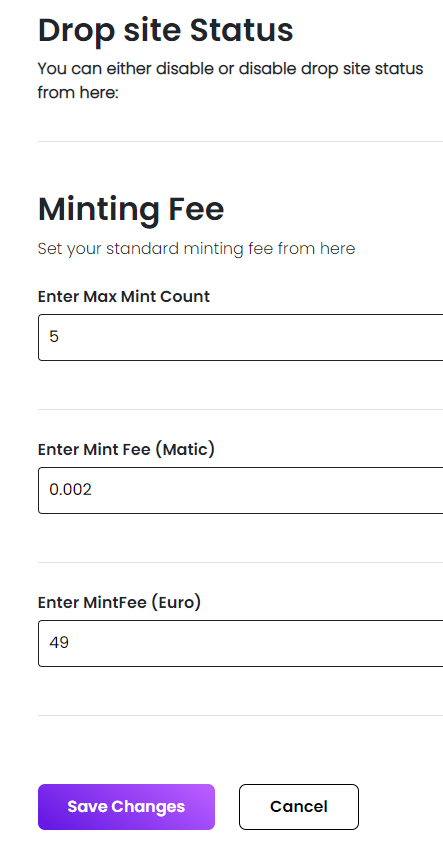 Drop site Status
You can either disable or disable drop site status
from here:
Minting Fee
Set your standard minting fee from here
Enter Max Mint Count
5
Enter Mint Fee (Matic)
0.002
Enter MintFee (Euro)
49
Save Changes
Cancel